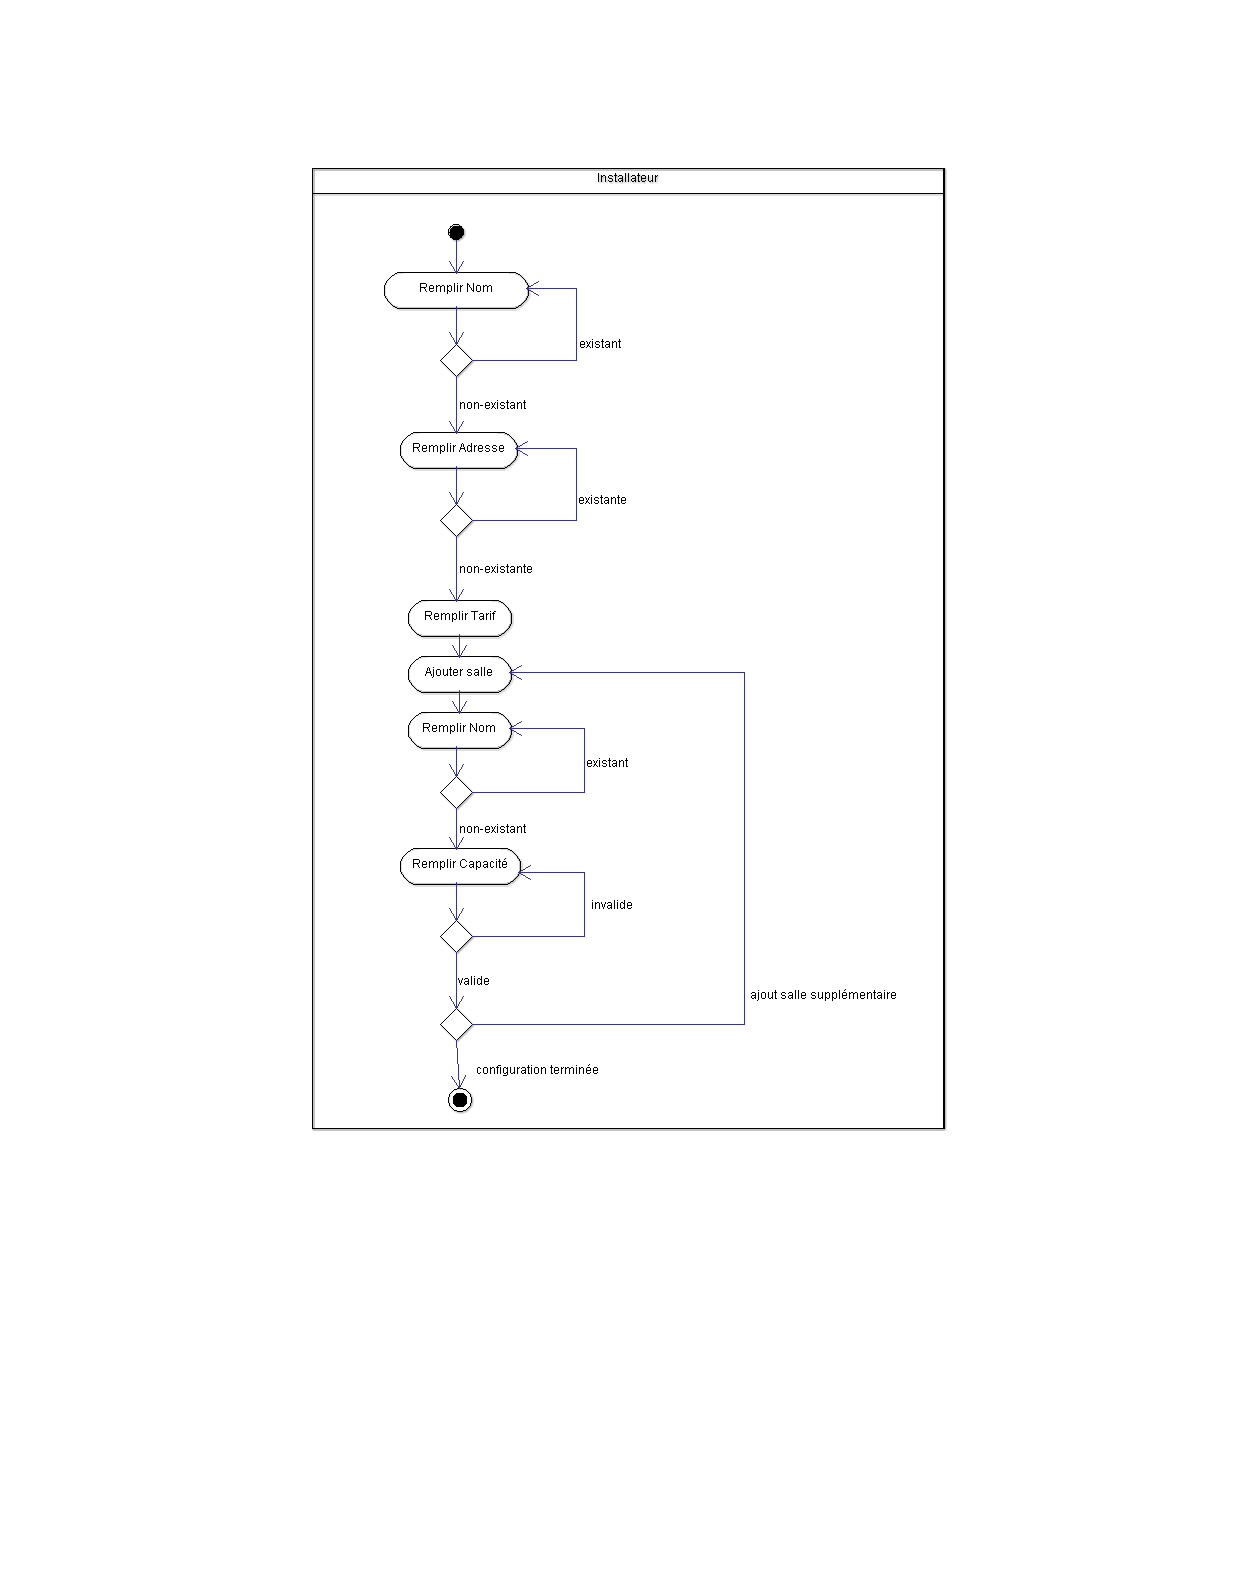 Installateur
Remplir Nom
existant
non-existant
Remplir Adresse
existante
non-existante
Remplir Tarif
Ajouter salle
Remplir Nom
existant
non-existant
Remplir Capacité
invalide
valide
ajout salle supplémentaire
configuration terminée